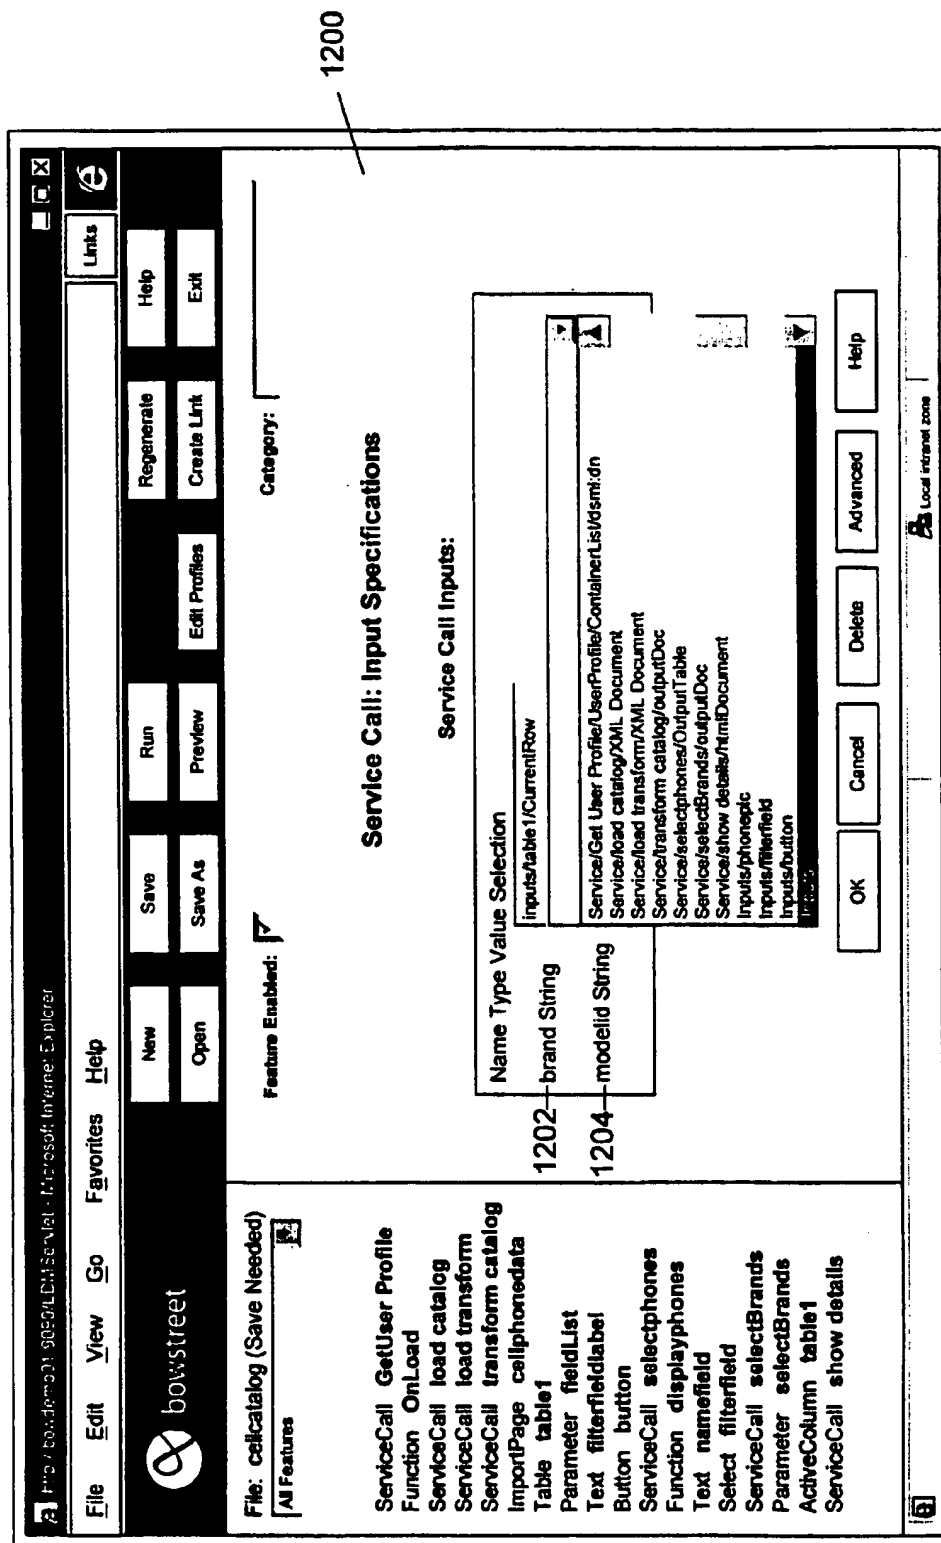 1200
Microsoft Internet Explorer
File Edit View Go Favorites Help
Links
bowstreet
New Save Run Regenerate Help
Open Save As Preview Edit Profiles Create Link Exit
File: cellcatalog (Save Needed)
All Features
ServiceCall GetUser Profile
Function OnLoad
ServiceCall load catalog
ServiceCall load transform
ServiceCall transform catalog
ImportPage cellphonedata
Table table1
Parameter fieldList
Text filterfieldlabel
Button button
ServiceCall selectphones
Function displayphones
Text namefield
Select filterfield
ServiceCall selectBrands
Parameter selectBrands
ActiveColumn table1
ServiceCall show details
Feature Enabled:
Category:
Service Call: Input Specifications
Service Call Inputs:
Name Type Value Selection
inputs/table1/CurrentRow
1202
brand String
1204
modelid String
Service/Get User Profile/UserProfile/ContainerList/dsml:dn
Service/load catalog/XML Document
Service/load transform/XML Document
Service/transform catalog/outputDoc
Service/selectphones/OutputTable
Service/selectBrands/outputDoc
Service/show details/htmlDocument
Inputs/phonepic
Inputs/filterfield
Inputs/button
OK Cancel Delete Advanced Help
Local intranet zone